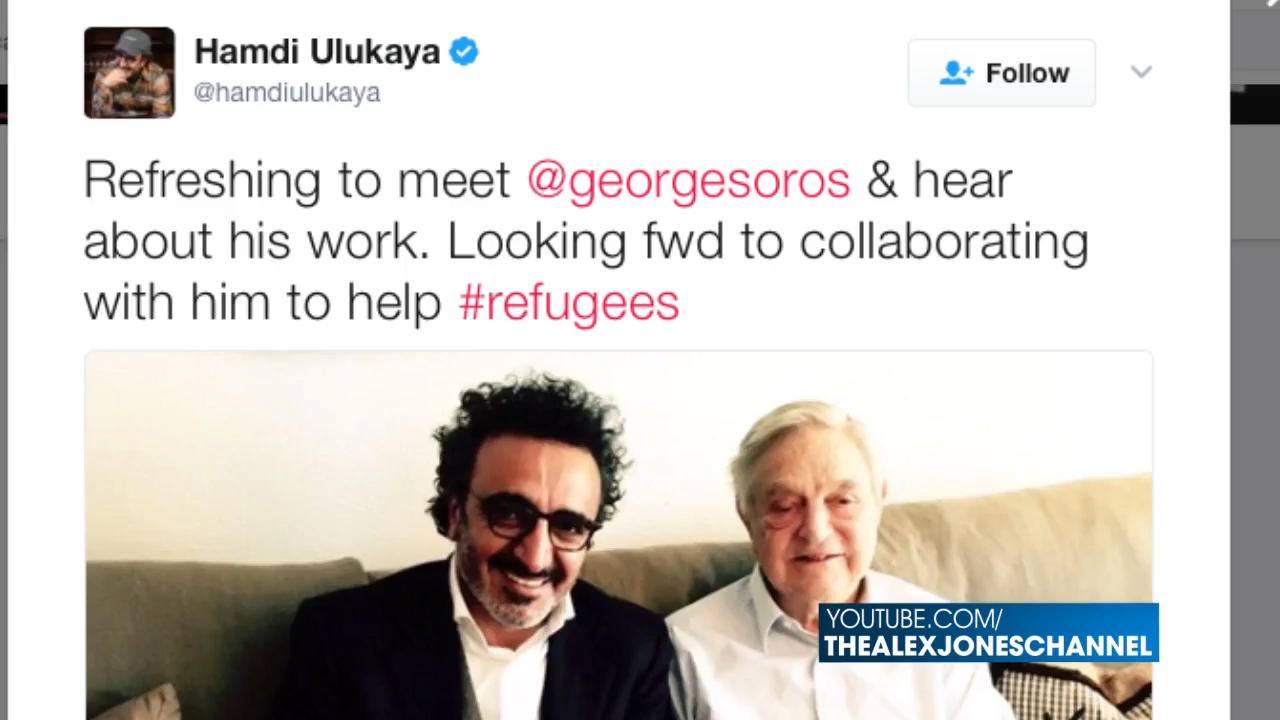 Hamdi Ulukaya
@hamdiulukaya
Follow
Refreshing to meet @georgesoros & hear
about his work. Looking fwd to collaborating
with him to help #refugees
YOUTUBE.COM/
THEALEXJONESCHANNEL